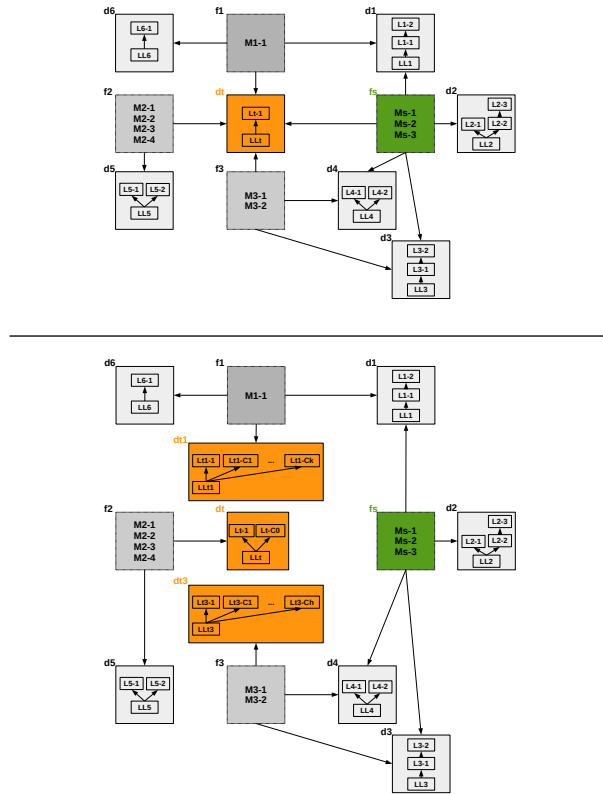 d6
f1
d1
L6-1
LL6
M1-1
L1-2
L1-1
LL1
f2
dt
fs
d2
M2-1
M2-2
M2-3
M2-4
Lt-1
LLt
Ms-1
Ms-2
Ms-3
L2-3
L2-1
L2-2
LL2
d5
f3
d4
L5-1
L5-2
LL5
M3-1
M3-2
L4-1
L4-2
LL4
d3
L3-2
L3-1
LL3
d6
f1
d1
L6-1
LL6
M1-1
L1-2
L1-1
LL1
dt1
Lt1-1
Lt1-C1
...
Lt1-Ck
LLt1
f2
dt
fs
d2
M2-1
M2-2
M2-3
M2-4
Lt-1
Lt-C0
LLt
Ms-1
Ms-2
Ms-3
L2-3
L2-1
L2-2
LL2
dt3
Lt3-1
Lt3-C1
...
Lt3-Ch
LLt3
d5
f3
d4
L5-1
L5-2
LL5
M3-1
M3-2
L4-1
L4-2
LL4
d3
L3-2
L3-1
LL3